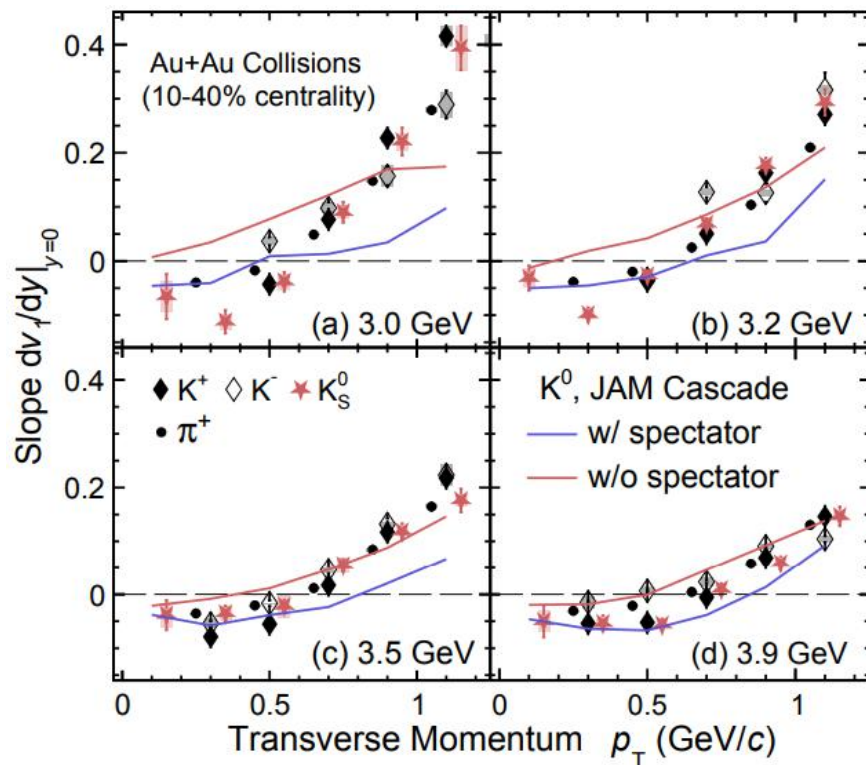 Au+Au Collisions
(10-40% centrality)
0.4
0.2
0
(a) 3.0 GeV
(b) 3.2 GeV
Slope dv₁/dy|y=0
K⁺ K⁻ K⁰S
π⁺
K⁰, JAM Cascade
w/ spectator
w/o spectator
0.2
0
(c) 3.5 GeV
(d) 3.9 GeV
0 0.5 1 0 0.5 1
Transverse Momentum pT (GeV/c)